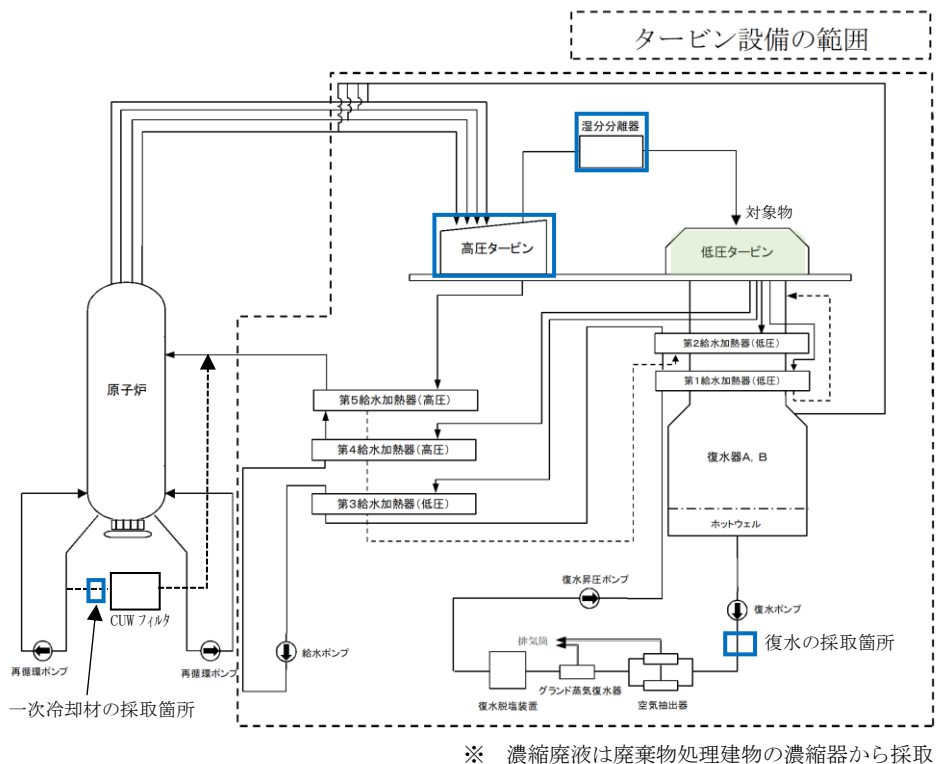 タービン設備の範囲
湿分分離器
対象物
高圧タービン
低圧タービン
第2給水加熱器(低圧)
第1給水加熱器(低圧)
原子炉
第5給水加熱器(高圧)
第4給水加熱器(高圧)
第3給水加熱器(低圧)
復水器A, B
ホットウェル
CUWフィルタ
復水昇圧ポンプ
復水ポンプ
排気筒
復水の採取箇所
給水ポンプ
再循環ポンプ
再循環ポンプ
グランド蒸気復水器
復水脱塩装置
空気抽出器
一次冷却材の採取箇所
※ 濃縮廃液は廃棄物処理建物の濃縮器から採取